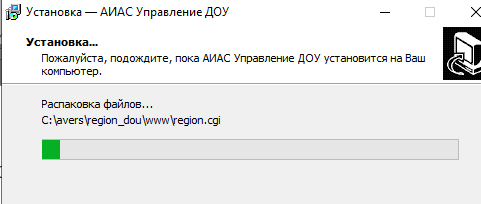 Установка — АИАС Управление ДОУ
Установка...
Пожалуйста, подождите, пока АИАС Управление ДОУ установится на Ваш
компьютер.
Распаковка файлов...
C:\avers\region_dou\www\region.cgi